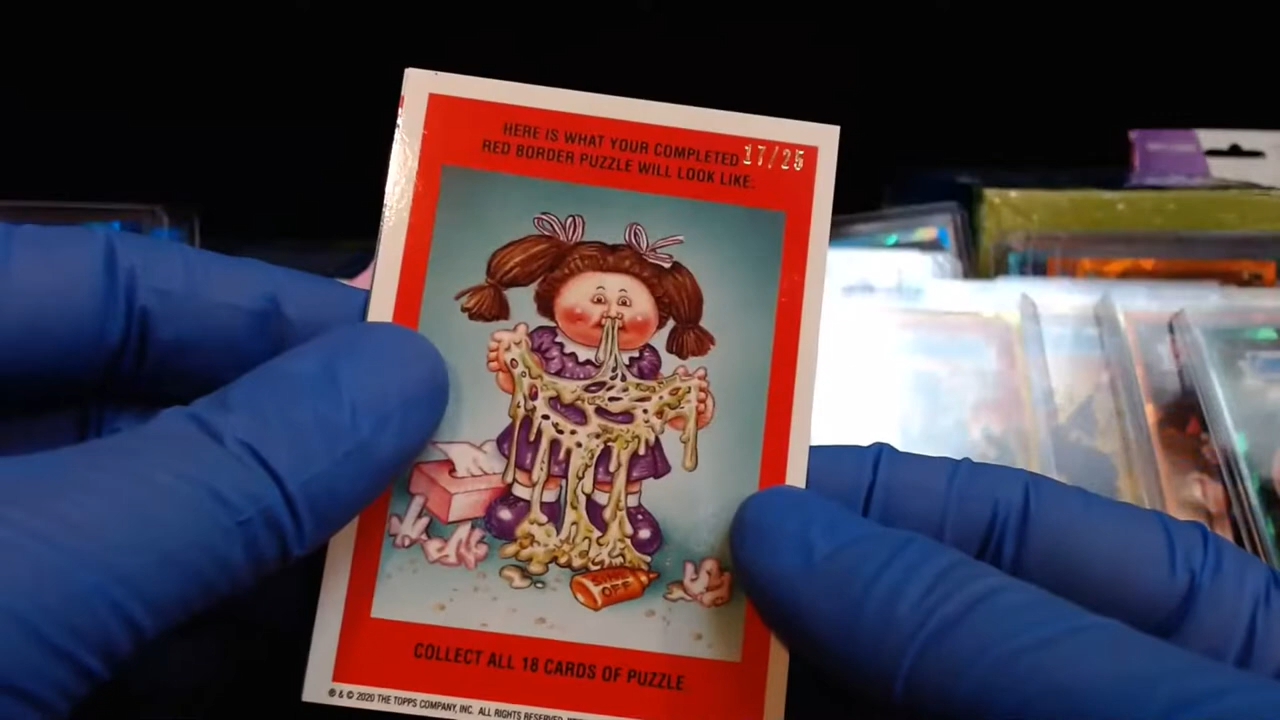 HERE IS WHAT YOUR COMPLETED
17/25
RED BORDER PUZZLE WILL LOOK LIKE:
COLLECT ALL 18 CARDS OF PUZZLE
® & © 2020 THE TOPPS COMPANY, INC. ALL RIGHTS RESERVED.